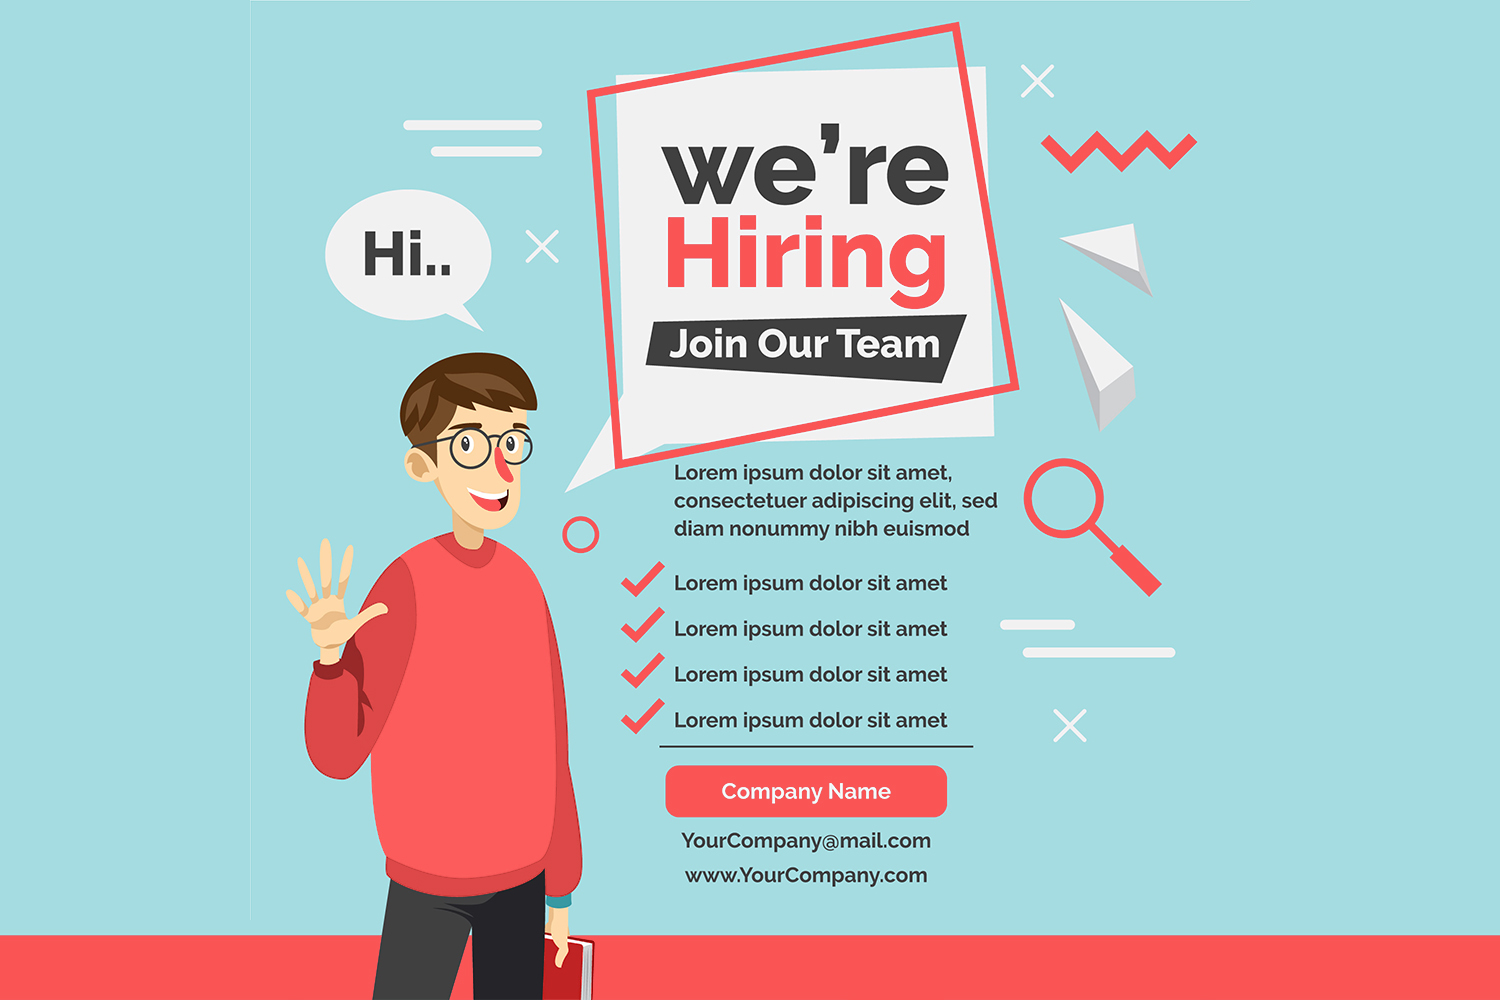 Hi..
we're
Hiring
Join Our Team
Lorem ipsum dolor sit amet,
consectetuer adipiscing elit, sed
diam nonummy nibh euismod
Lorem ipsum dolor sit amet
Lorem ipsum dolor sit amet
Lorem ipsum dolor sit amet
Lorem ipsum dolor sit amet
Company Name
YourCompany@mail.com
www.YourCompany.com